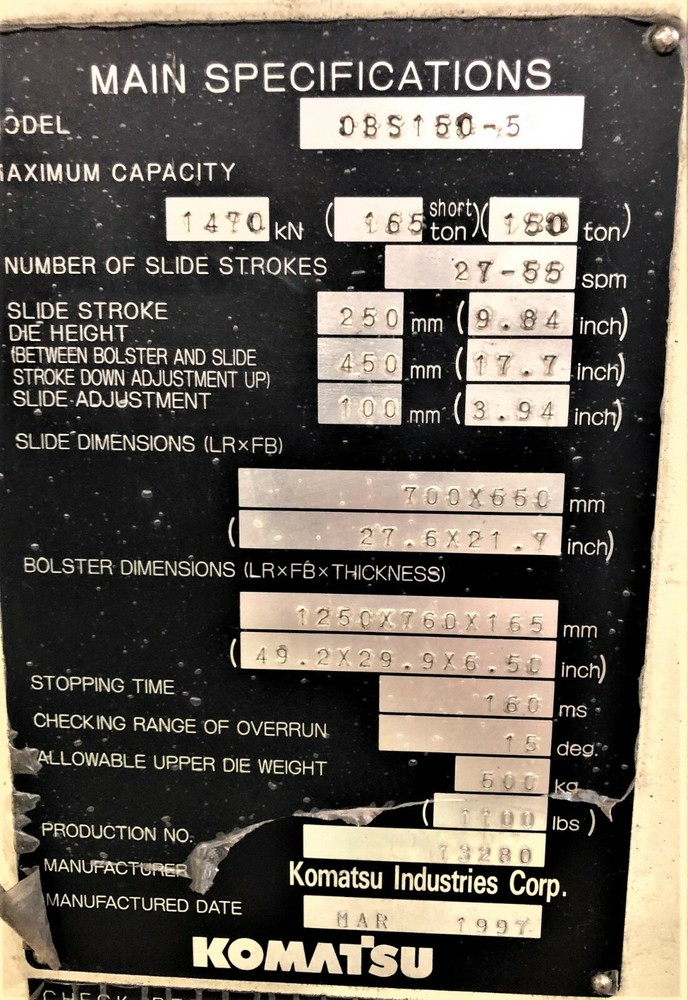 MAIN SPECIFICATIONS
ODEL OBS150-5
MAXIMUM CAPACITY
1470 kN (165 short ton)(150 ton)
NUMBER OF SLIDE STROKES 27-55 spm
SLIDE STROKE 250 mm (9.84 inch)
DIE HEIGHT
(BETWEEN BOLSTER AND SLIDE 450 mm (17.7 inch)
STROKE DOWN ADJUSTMENT UP)
SLIDE ADJUSTMENT 100 mm (3.94 inch)
SLIDE DIMENSIONS (LR×FB)
700X550 mm
(27.6X21.7 inch)
BOLSTER DIMENSIONS (LR×FB×THICKNESS)
1250X760X165 mm
(49.2X29.9X6.50 inch)
STOPPING TIME 160 ms
CHECKING RANGE OF OVERRUN 15 deg.
ALLOWABLE UPPER DIE WEIGHT 500 kg
(1100 lbs)
PRODUCTION NO. 13280
MANUFACTURER Komatsu Industries Corp.
MANUFACTURED DATE MAR 1997
KOMATSU